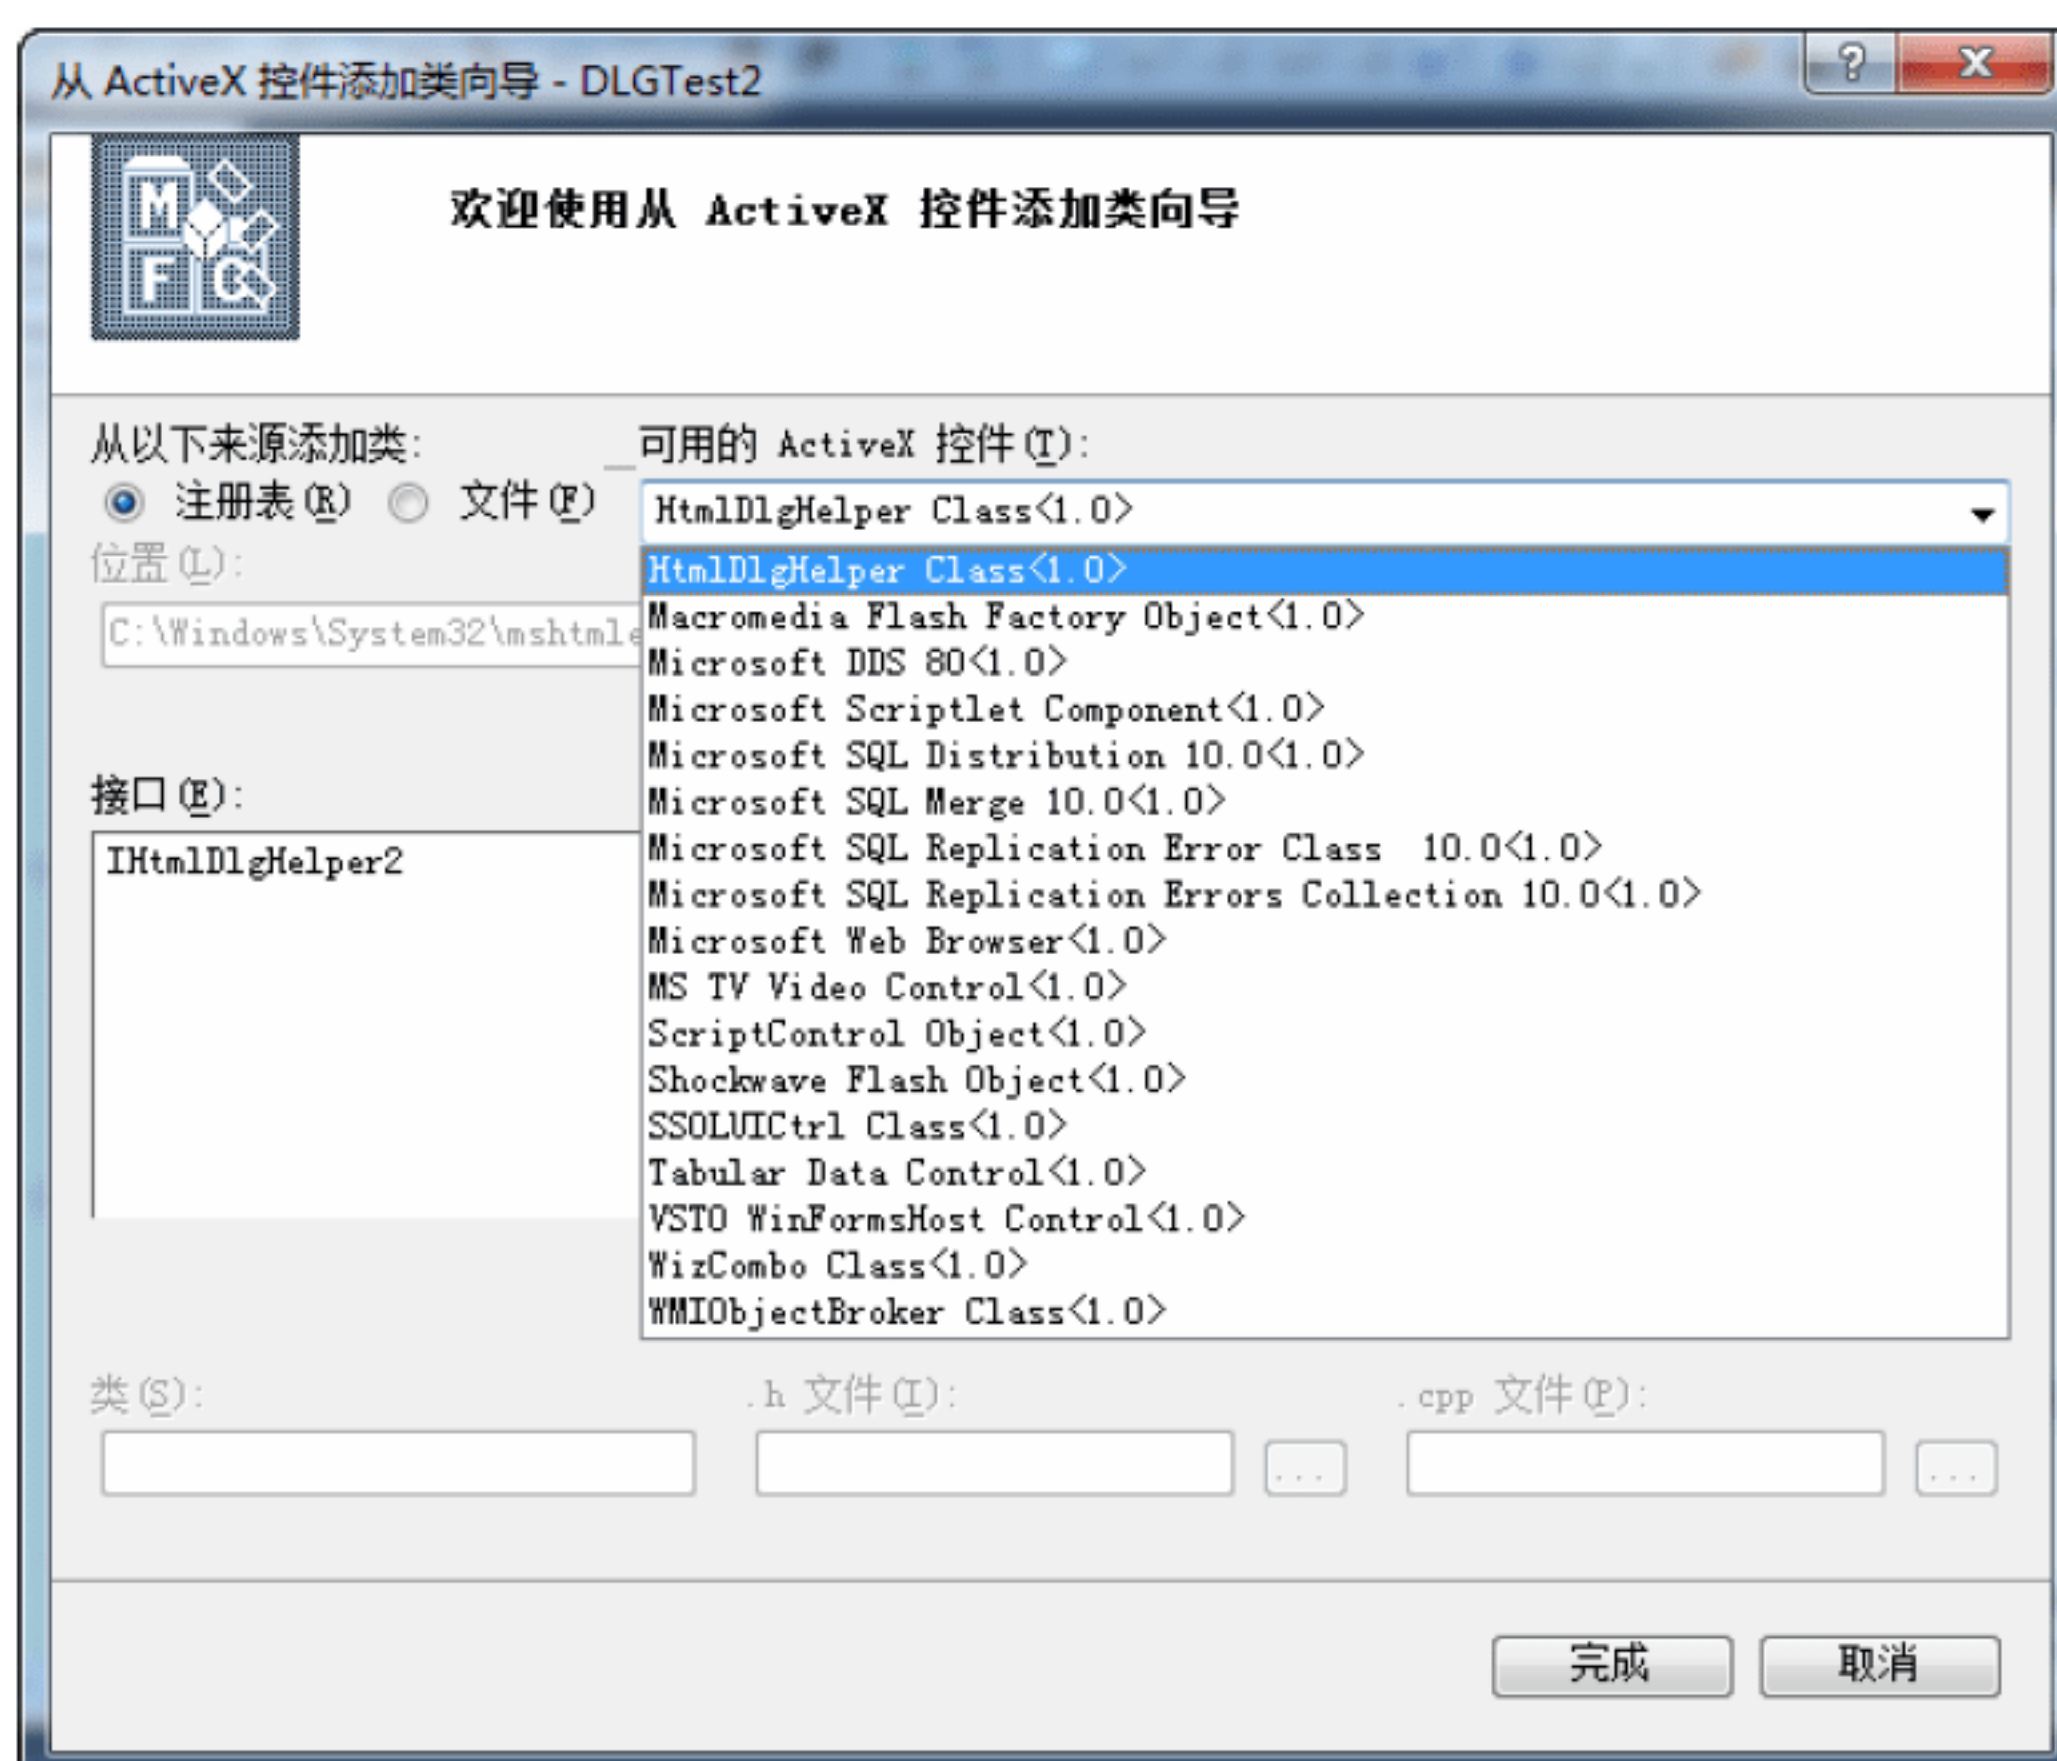 从 ActiveX 控件添加类向导 - DLGTest2
MFC
欢迎使用从 ActiveX 控件添加类向导
从以下来源添加类:
注册表(R) 文件(F)
可用的 ActiveX 控件(T):
HtmlDlgHelper Class<1.0>
位置(L):
C:\Windows\System32\mshtmle
HtmlDlgHelper Class<1.0>
Macromedia Flash Factory Object<1.0>
Microsoft DDS 80<1.0>
Microsoft Scriptlet Component<1.0>
Microsoft SQL Distribution 10.0<1.0>
Microsoft SQL Merge 10.0<1.0>
Microsoft SQL Replication Error Class  10.0<1.0>
Microsoft SQL Replication Errors Collection 10.0<1.0>
Microsoft Web Browser<1.0>
MS TV Video Control<1.0>
ScriptControl Object<1.0>
Shockwave Flash Object<1.0>
SSOLUICtrl Class<1.0>
Tabular Data Control<1.0>
VSTO WinFormsHost Control<1.0>
WizCombo Class<1.0>
WMIObjectBroker Class<1.0>
接口(E):
IHtmlDlgHelper2
类(S):
.h 文件(I):
...
.cpp 文件(P):
...
完成
取消